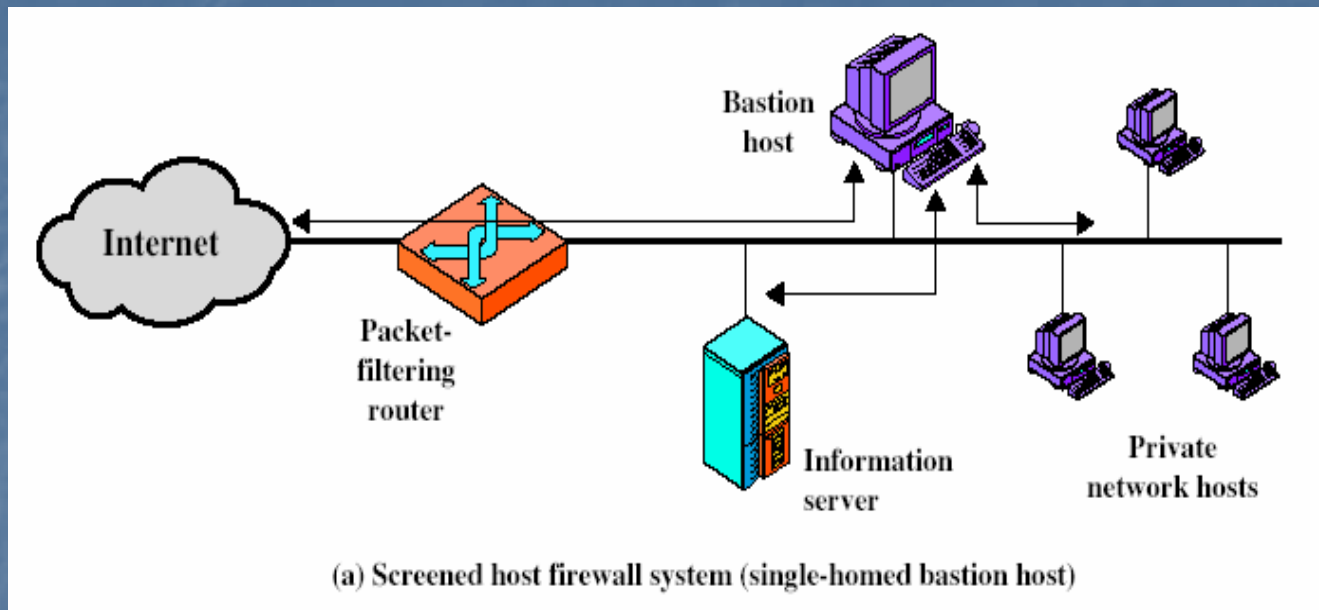 Bastion
host
Internet
Packet-
filtering
router
Information
server
Private
network hosts
(a) Screened host firewall system (single-homed bastion host)